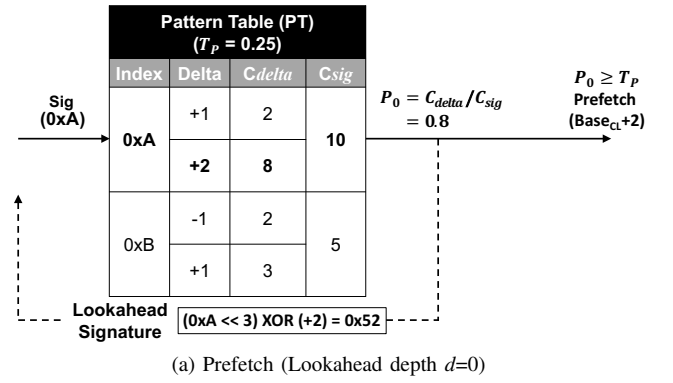 Pattern Table (PT)
(T_P = 0.25)
Index Delta Cdelta Csig
Sig
(0xA)
0xA
+1 2
+2 8
10
0xB
-1 2
+1 3
5
P_0 = C_delta/C_sig
= 0.8
P_0 ≥ T_P
Prefetch
(Base_CL+2)
Lookahead
Signature
(0xA << 3) XOR (+2) = 0x52
(a) Prefetch (Lookahead depth d=0)